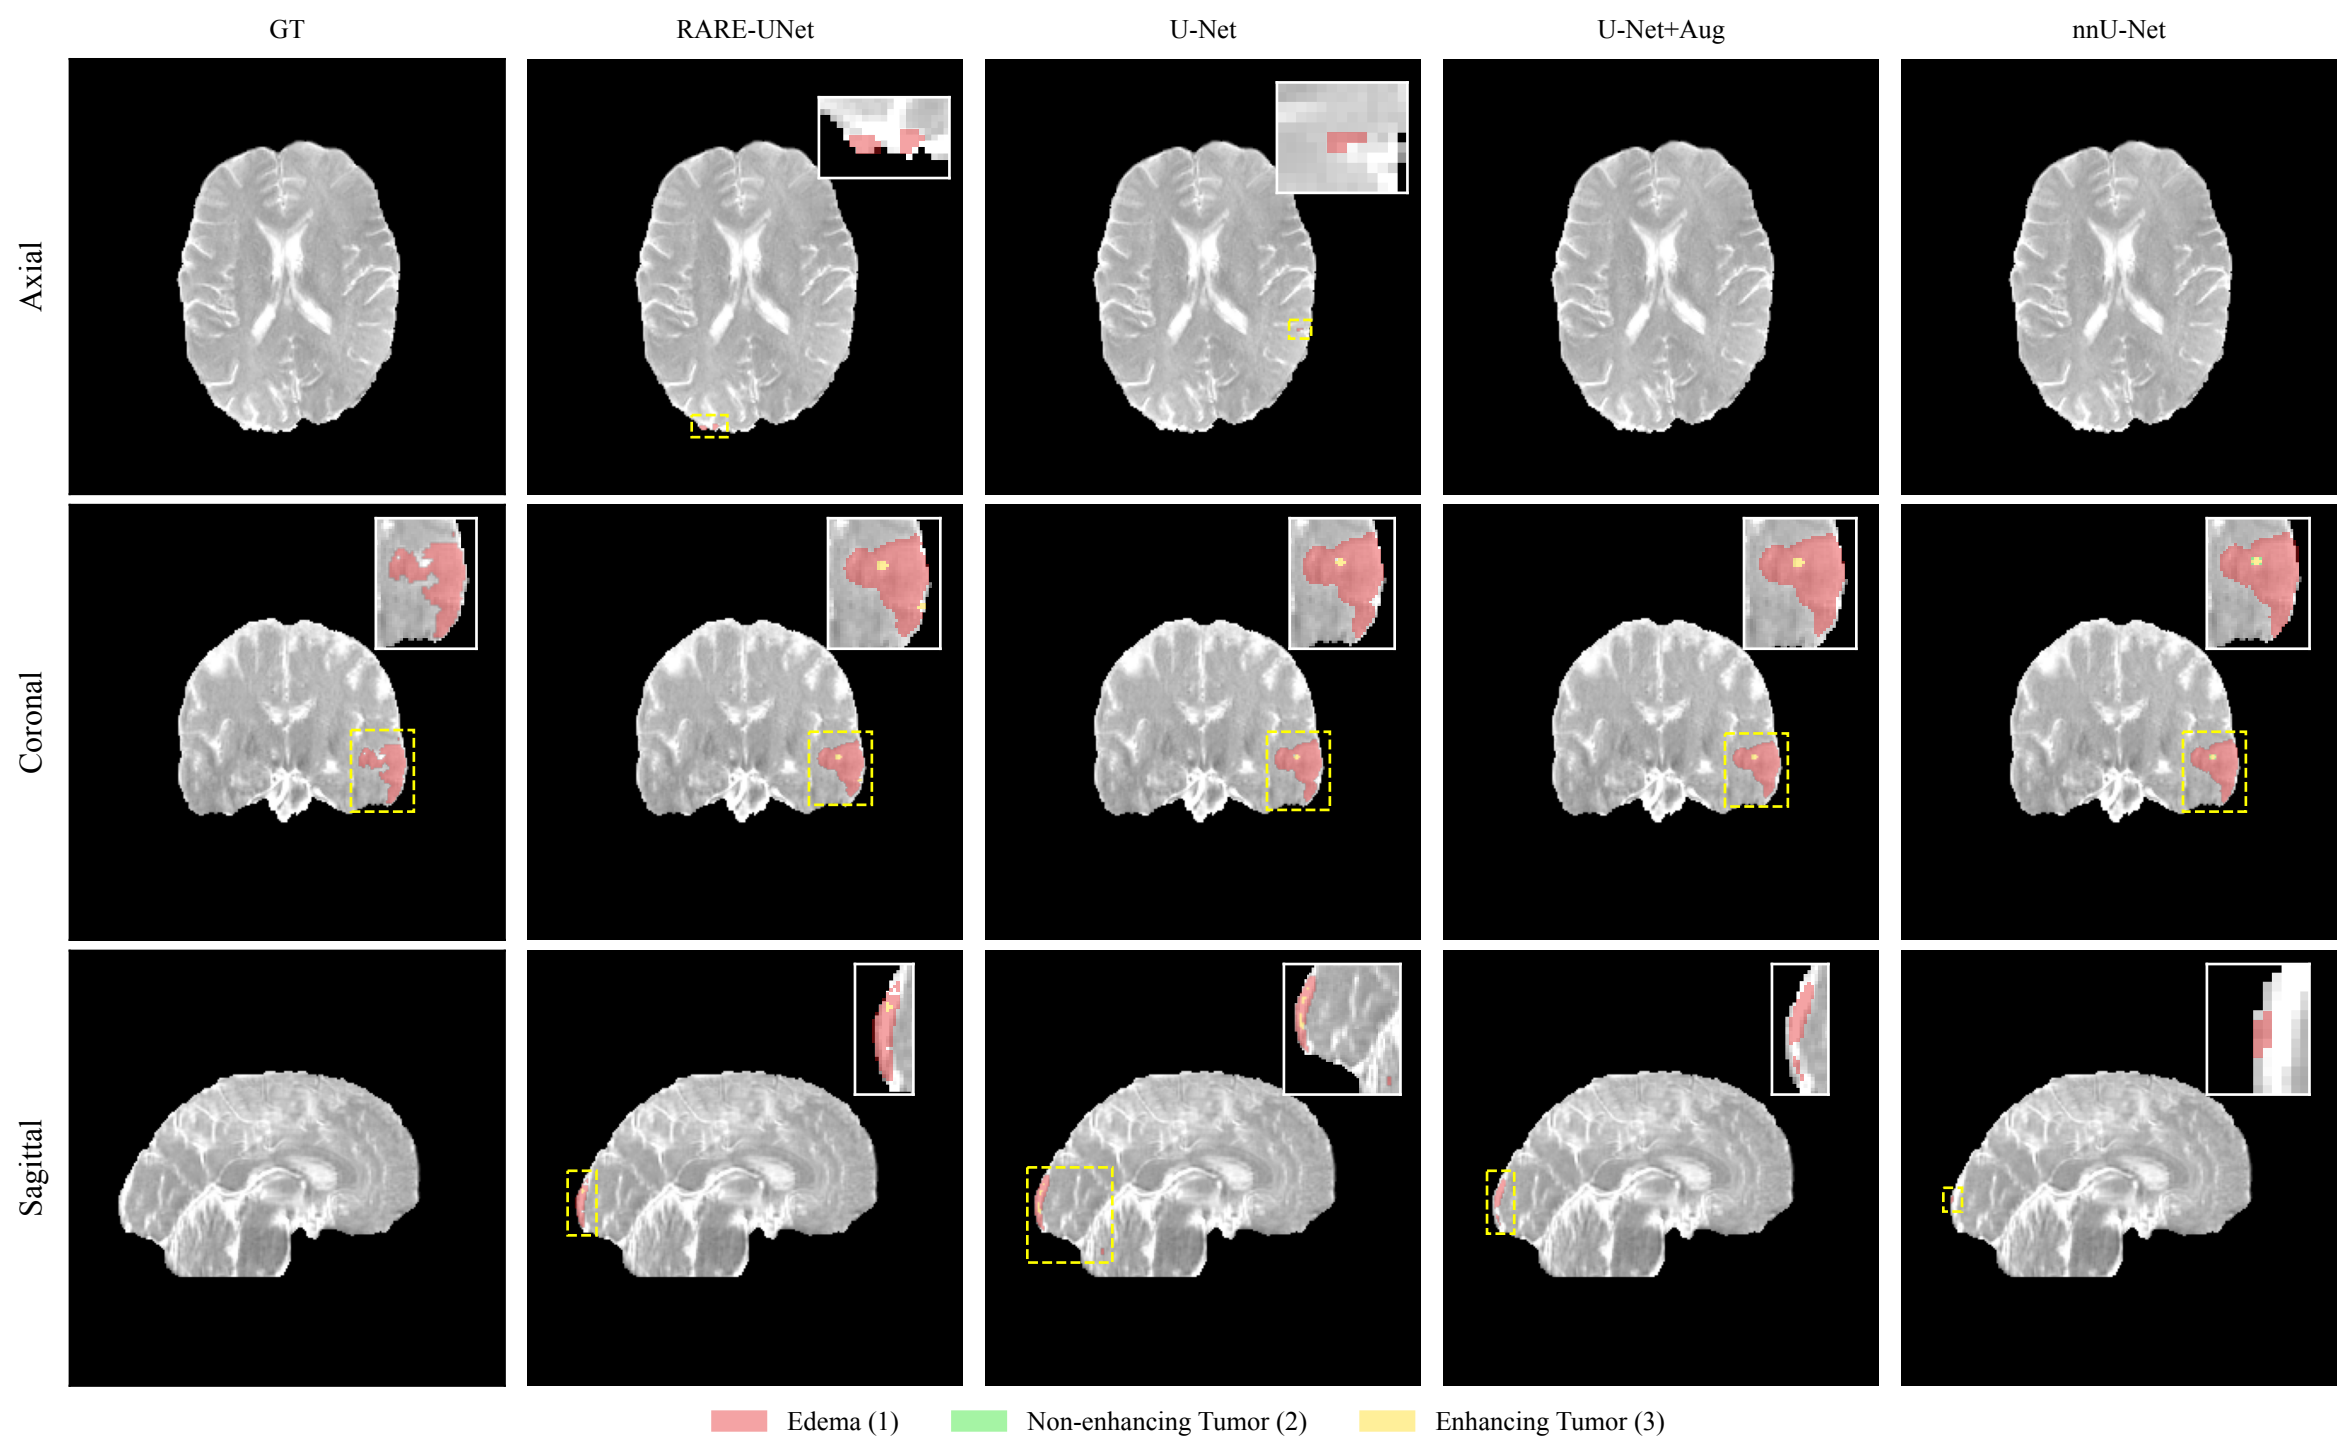 GT
RARE-UNet
U-Net
U-Net+Aug
nnU-Net
Axial
Coronal
Sagittal
Edema (1)
Non-enhancing Tumor (2)
Enhancing Tumor (3)